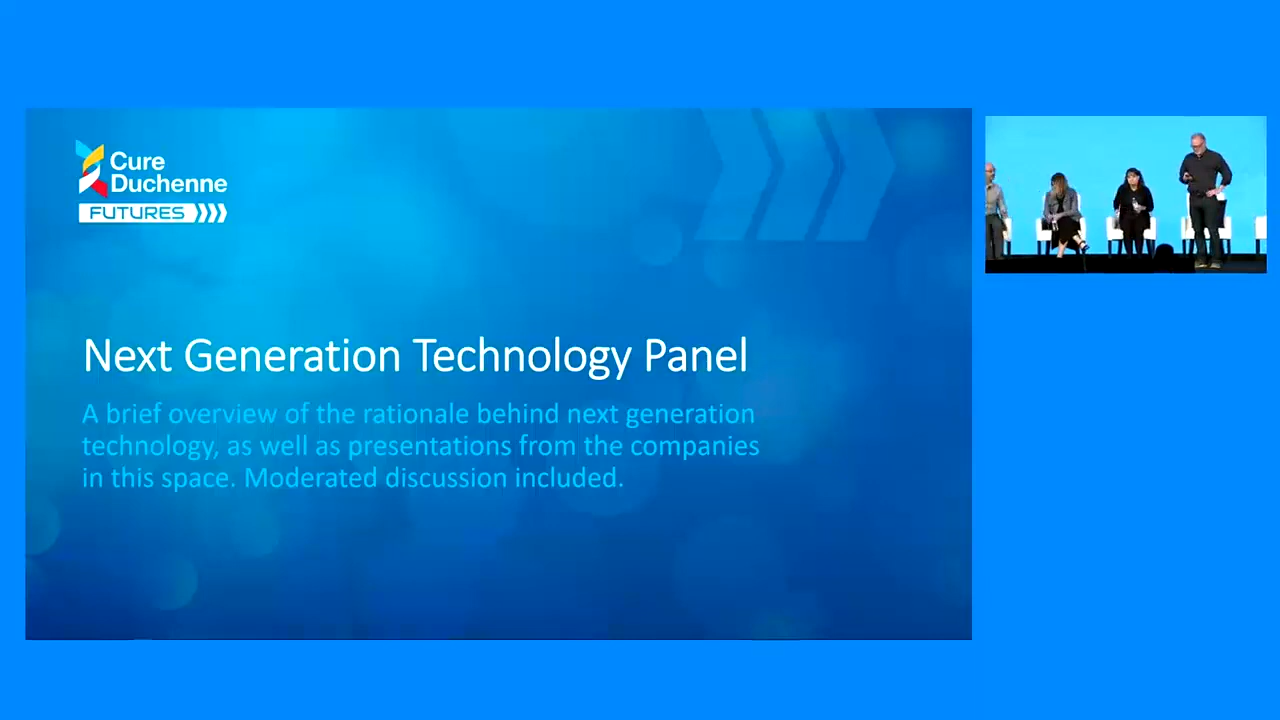 Cure
Duchenne
FUTURES
Next Generation Technology Panel
A brief overview of the rationale behind next generation
technology, as well as presentations from the companies
in this space. Moderated discussion included.